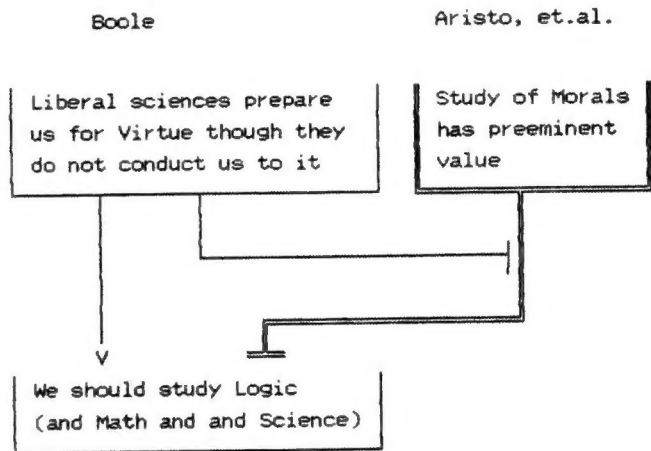 Boole
Aristo, et.al.
Liberal sciences prepare
us for Virtue though they
do not conduct us to it
Study of Morals
has preeminent
value
We should study Logic
(and Math and and Science)